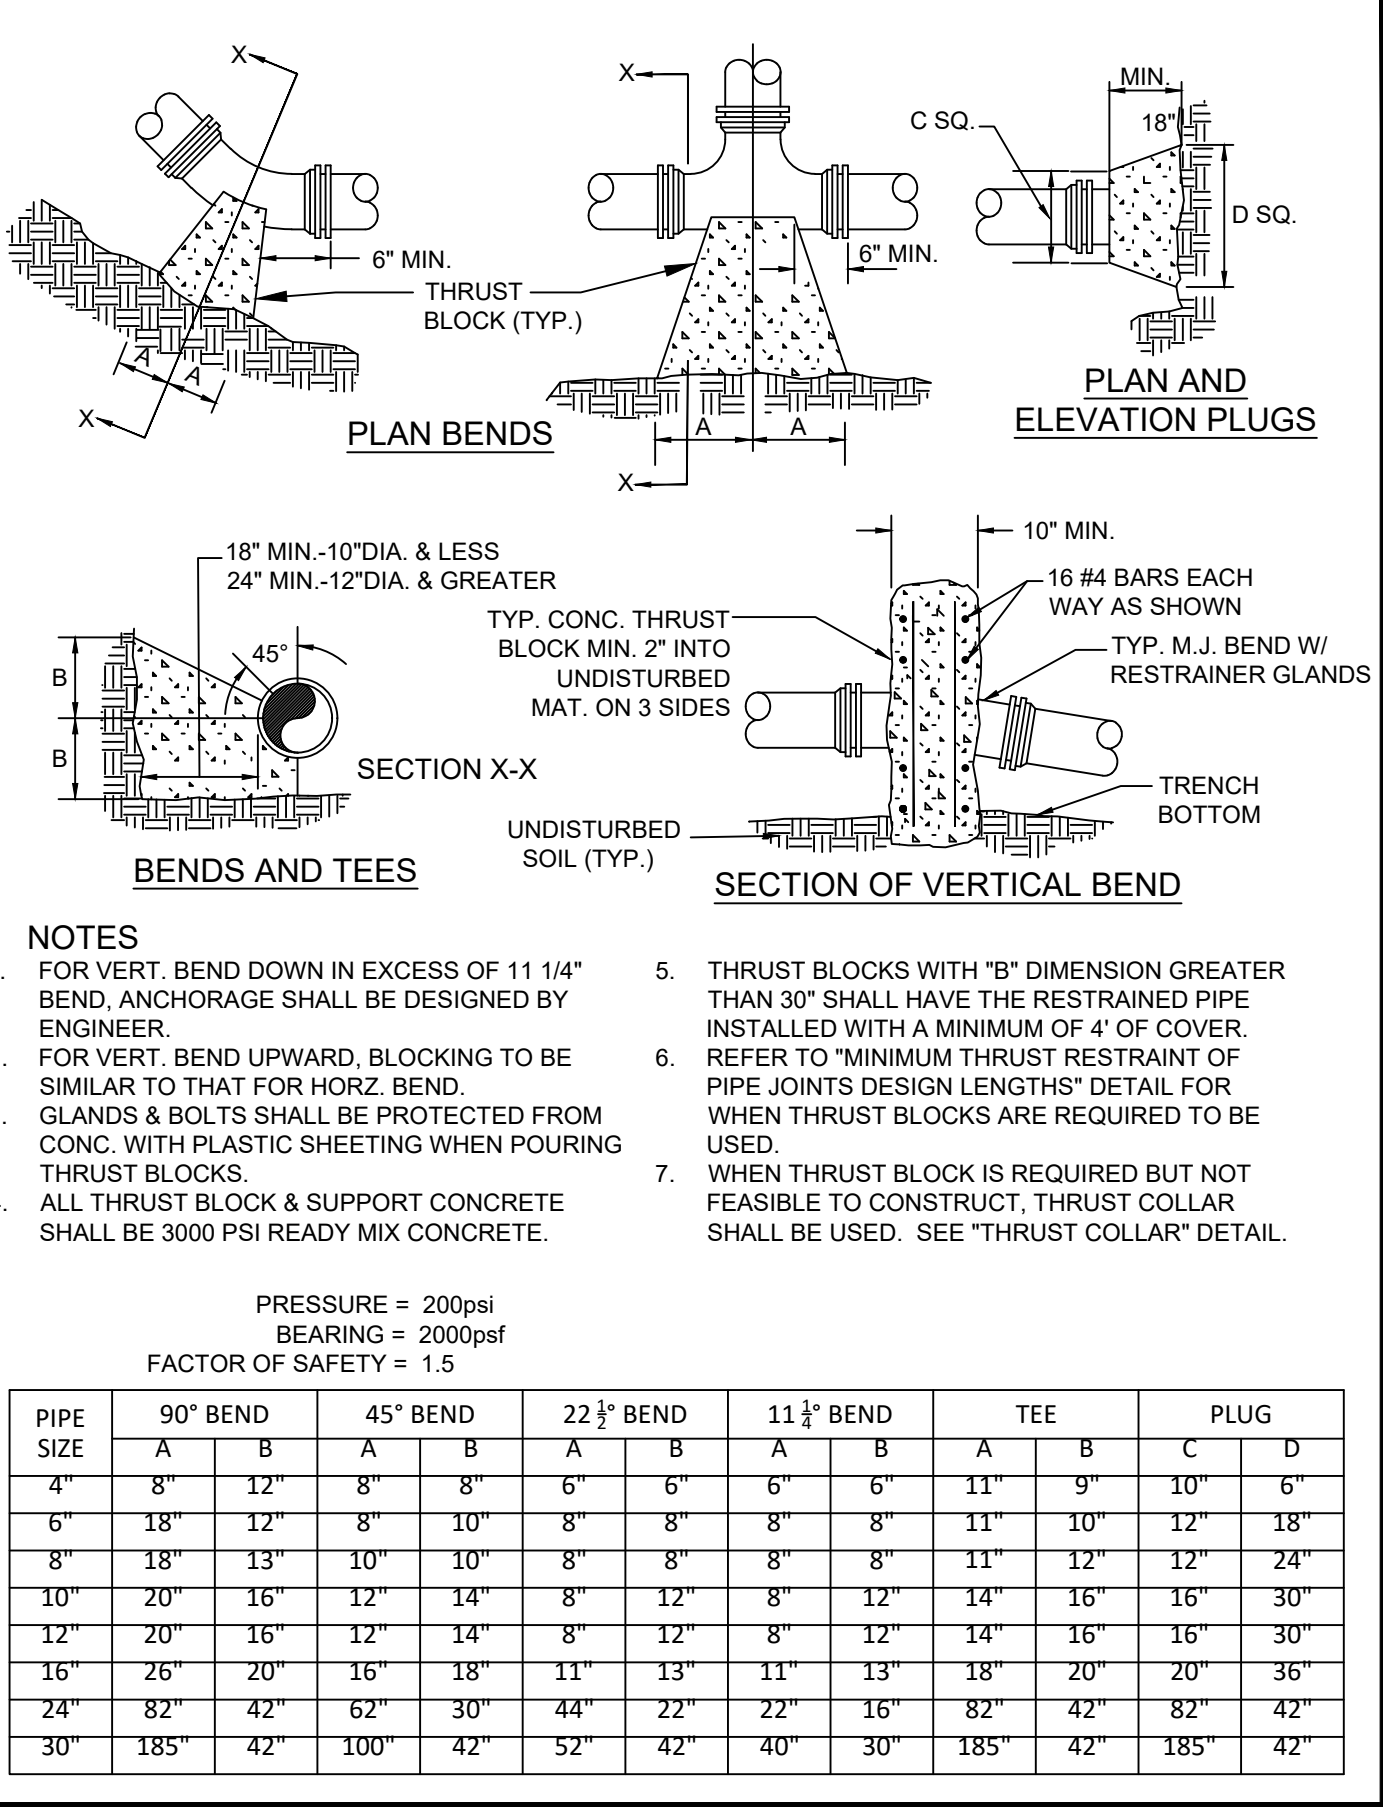 X
X
MIN.
C SQ.
18"
D SQ.
6" MIN.
6" MIN.
THRUST
BLOCK (TYP.)
A
A
X
PLAN BENDS
A
A
X
PLAN AND
ELEVATION PLUGS
18" MIN.-10"DIA. & LESS
24" MIN.-12"DIA. & GREATER
45°
B
B
SECTION X-X
BENDS AND TEES
10" MIN.
16 #4 BARS EACH
WAY AS SHOWN
TYP. CONC. THRUST
BLOCK MIN. 2" INTO
UNDISTURBED
MAT. ON 3 SIDES
TYP. M.J. BEND W/
RESTRAINER GLANDS
TRENCH
BOTTOM
UNDISTURBED
SOIL (TYP.)
SECTION OF VERTICAL BEND
NOTES
. FOR VERT. BEND DOWN IN EXCESS OF 11 1/4"
BEND, ANCHORAGE SHALL BE DESIGNED BY
ENGINEER.
. FOR VERT. BEND UPWARD, BLOCKING TO BE
SIMILAR TO THAT FOR HORZ. BEND.
. GLANDS & BOLTS SHALL BE PROTECTED FROM
CONC. WITH PLASTIC SHEETING WHEN POURING
THRUST BLOCKS.
. ALL THRUST BLOCK & SUPPORT CONCRETE
SHALL BE 3000 PSI READY MIX CONCRETE.
5. THRUST BLOCKS WITH "B" DIMENSION GREATER
THAN 30" SHALL HAVE THE RESTRAINED PIPE
INSTALLED WITH A MINIMUM OF 4' OF COVER.
6. REFER TO "MINIMUM THRUST RESTRAINT OF
PIPE JOINTS DESIGN LENGTHS" DETAIL FOR
WHEN THRUST BLOCKS ARE REQUIRED TO BE
USED.
7. WHEN THRUST BLOCK IS REQUIRED BUT NOT
FEASIBLE TO CONSTRUCT, THRUST COLLAR
SHALL BE USED. SEE "THRUST COLLAR" DETAIL.
PRESSURE = 200psi
BEARING = 2000psf
FACTOR OF SAFETY = 1.5
PIPE SIZE 90° BEND 45° BEND 22 1/2° BEND 11 1/4° BEND TEE PLUG
A B A B A B A B A B C D
4" 8" 12" 8" 8" 6" 6" 6" 6" 11" 9" 10" 6"
6" 18" 12" 8" 10" 8" 8" 8" 8" 11" 10" 12" 18"
8" 18" 13" 10" 10" 8" 8" 8" 8" 11" 12" 12" 24"
10" 20" 16" 12" 14" 8" 12" 8" 12" 14" 16" 16" 30"
12" 20" 16" 12" 14" 8" 12" 8" 12" 14" 16" 16" 30"
16" 26" 20" 16" 18" 11" 13" 11" 13" 18" 20" 20" 36"
24" 82" 42" 62" 30" 44" 22" 22" 16" 82" 42" 82" 42"
30" 185" 42" 100" 42" 52" 42" 40" 30" 185" 42" 185" 42"